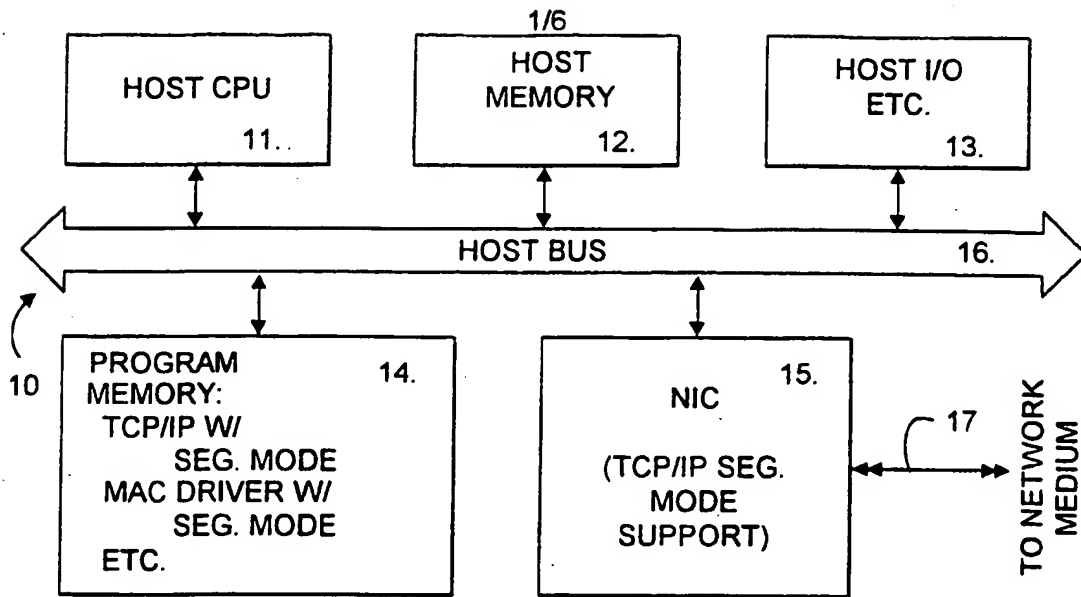 1/6
HOST CPU
11..
HOST
MEMORY
12.
HOST I/O
ETC.
13.
HOST BUS
16.
10
PROGRAM
MEMORY:
TCP/IP W/
SEG. MODE
MAC DRIVER W/
SEG. MODE
ETC.
14.
15.
NIC
(TCP/IP SEG.
MODE
SUPPORT)
17
TO NETWORK
MEDIUM